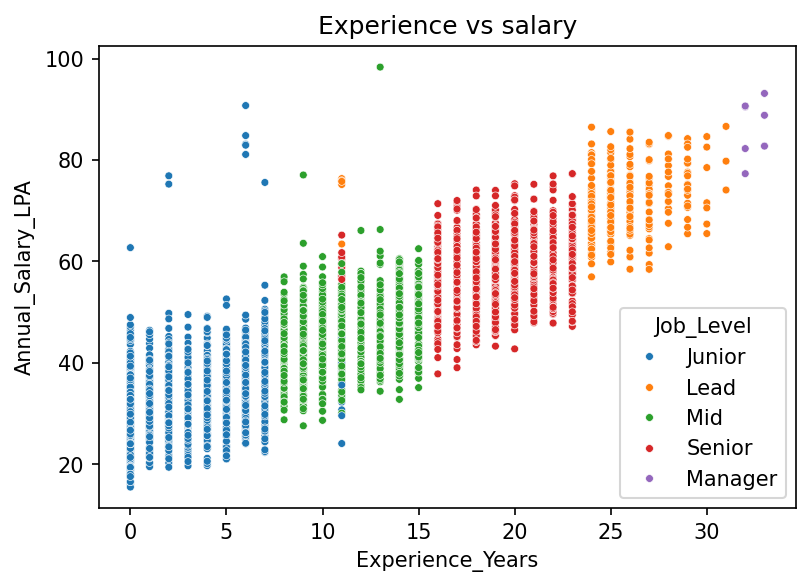 Experience vs salary
Annual_Salary_LPA
100
80
60
40
20
Job_Level
Junior
Lead
Mid
Senior
Manager
0 5 10 15 20 25 30
Experience_Years